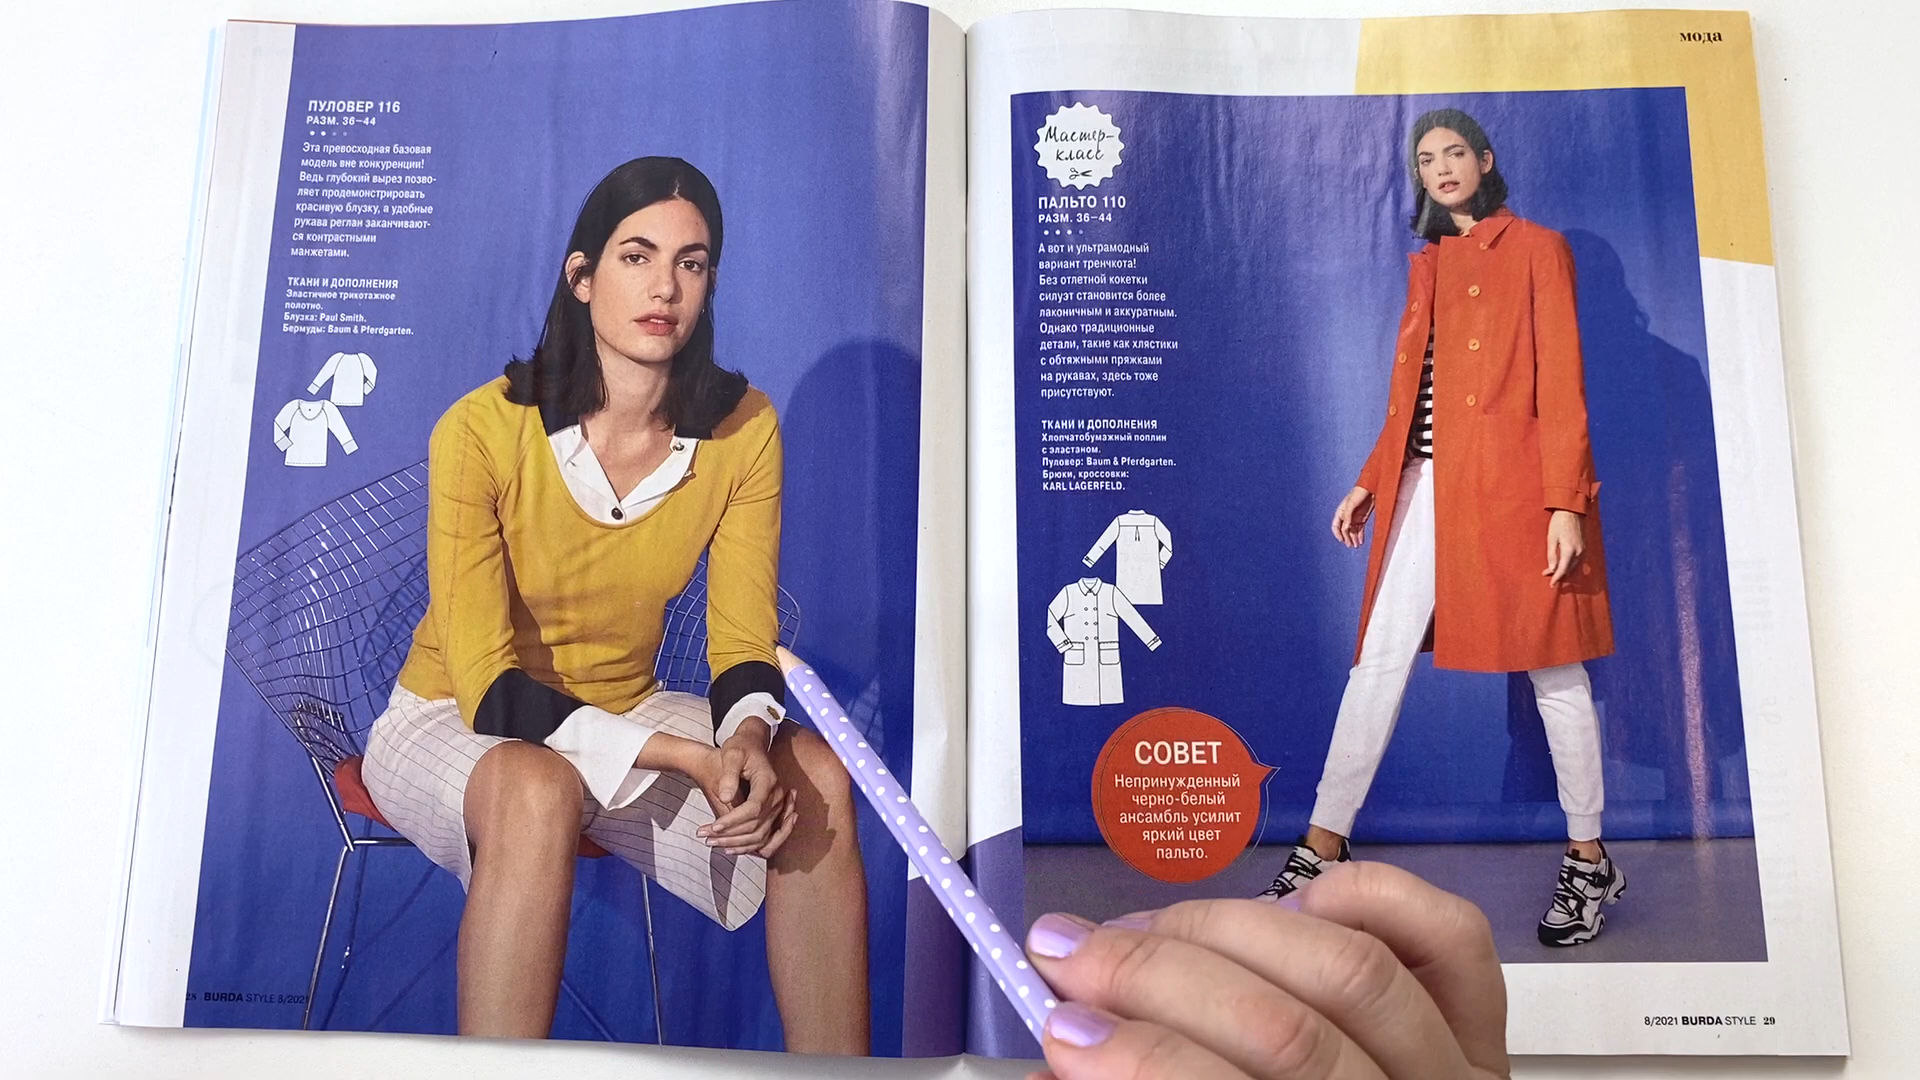 ПУЛОВЕР 116
РАЗМ. 36–44
Эта превосходная базовая
модель вне конкуренции!
Ведь глубокий вырез позво-
ляет продемонстрировать
красивую блузку, а удобные
рукава реглан заканчивают-
ся контрастными
манжетами.
ТКАНИ И ДОПОЛНЕНИЯ
Эластичное трикотажное
полотно.
Блузка: Paul Smith.
Бермуды: Baum & Pferdgarten.
28 BURDA STYLE 8/2021
мода
Мастер-
класс
ПАЛЬТО 110
РАЗМ. 36–44
А вот и ультрамодный
вариант тренчкота!
Без отлетной кокетки
силуэт становится более
лаконичным и аккуратным.
Однако традиционные
детали, такие как хлястики
с обтяжными пряжками
на рукавах, здесь тоже
присутствуют.
ТКАНИ И ДОПОЛНЕНИЯ
Хлопчатобумажный поплин
с эластаном.
Пуловер: Baum & Pferdgarten.
Брюки, кроссовки:
KARL LAGERFELD.
СОВЕТ
Непринужденный
черно-белый
ансамбль усилит
яркий цвет
пальто.
8/2021 BURDA STYLE 29